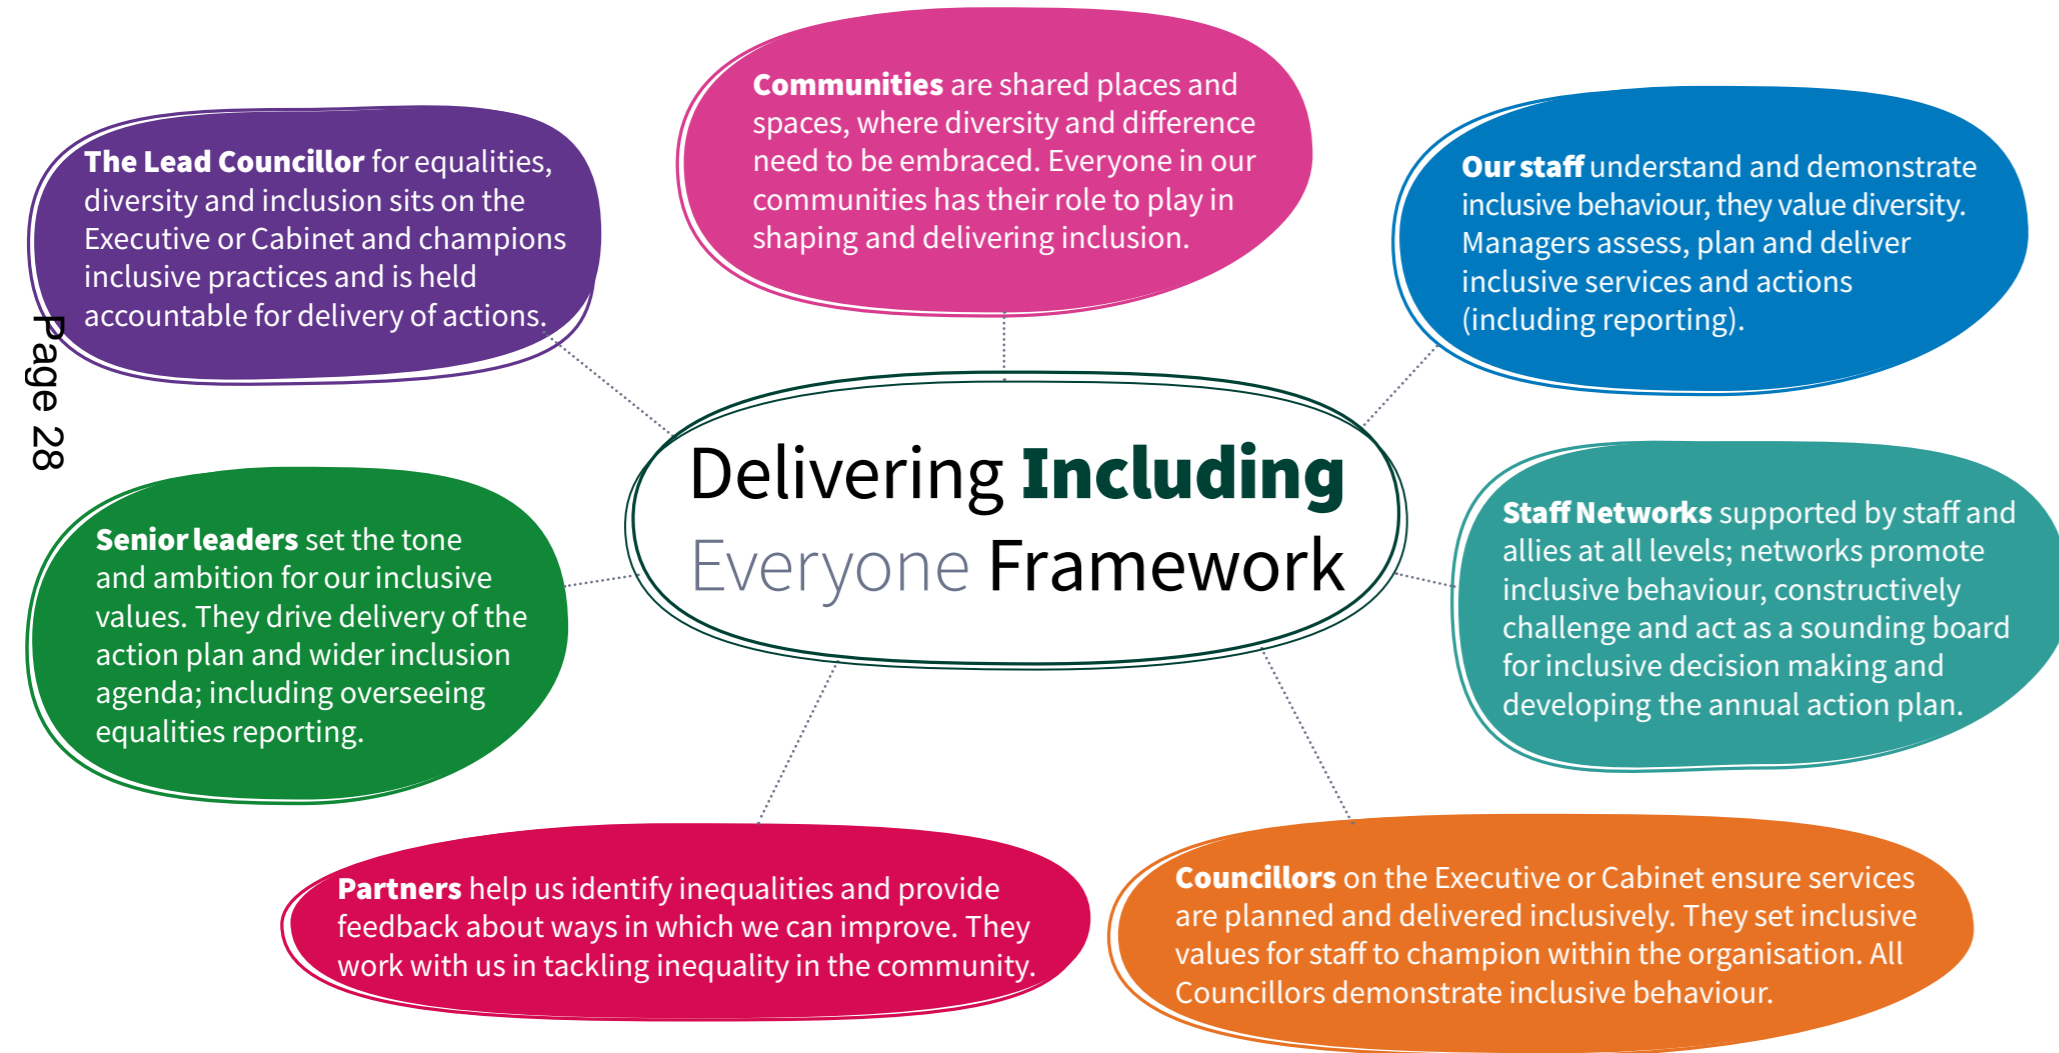 Communities are shared places and
spaces, where diversity and difference
need to be embraced. Everyone in our
communities has their role to play in
shaping and delivering inclusion.
The Lead Councillor for equalities,
diversity and inclusion sits on the
Executive or Cabinet and champions
inclusive practices and is held
accountable for delivery of actions.
Our staff understand and demonstrate
inclusive behaviour, they value diversity.
Managers assess, plan and deliver
inclusive services and actions
(including reporting).
Page 28
Delivering Including
Everyone Framework
Senior leaders set the tone
and ambition for our inclusive
values. They drive delivery of the
action plan and wider inclusion
agenda; including overseeing
equalities reporting.
Staff Networks supported by staff and
allies at all levels; networks promote
inclusive behaviour, constructively
challenge and act as a sounding board
for inclusive decision making and
developing the annual action plan.
Partners help us identify inequalities and provide
feedback about ways in which we can improve. They
work with us in tackling inequality in the community.
Councillors on the Executive or Cabinet ensure services
are planned and delivered inclusively. They set inclusive
values for staff to champion within the organisation. All
Councillors demonstrate inclusive behaviour.